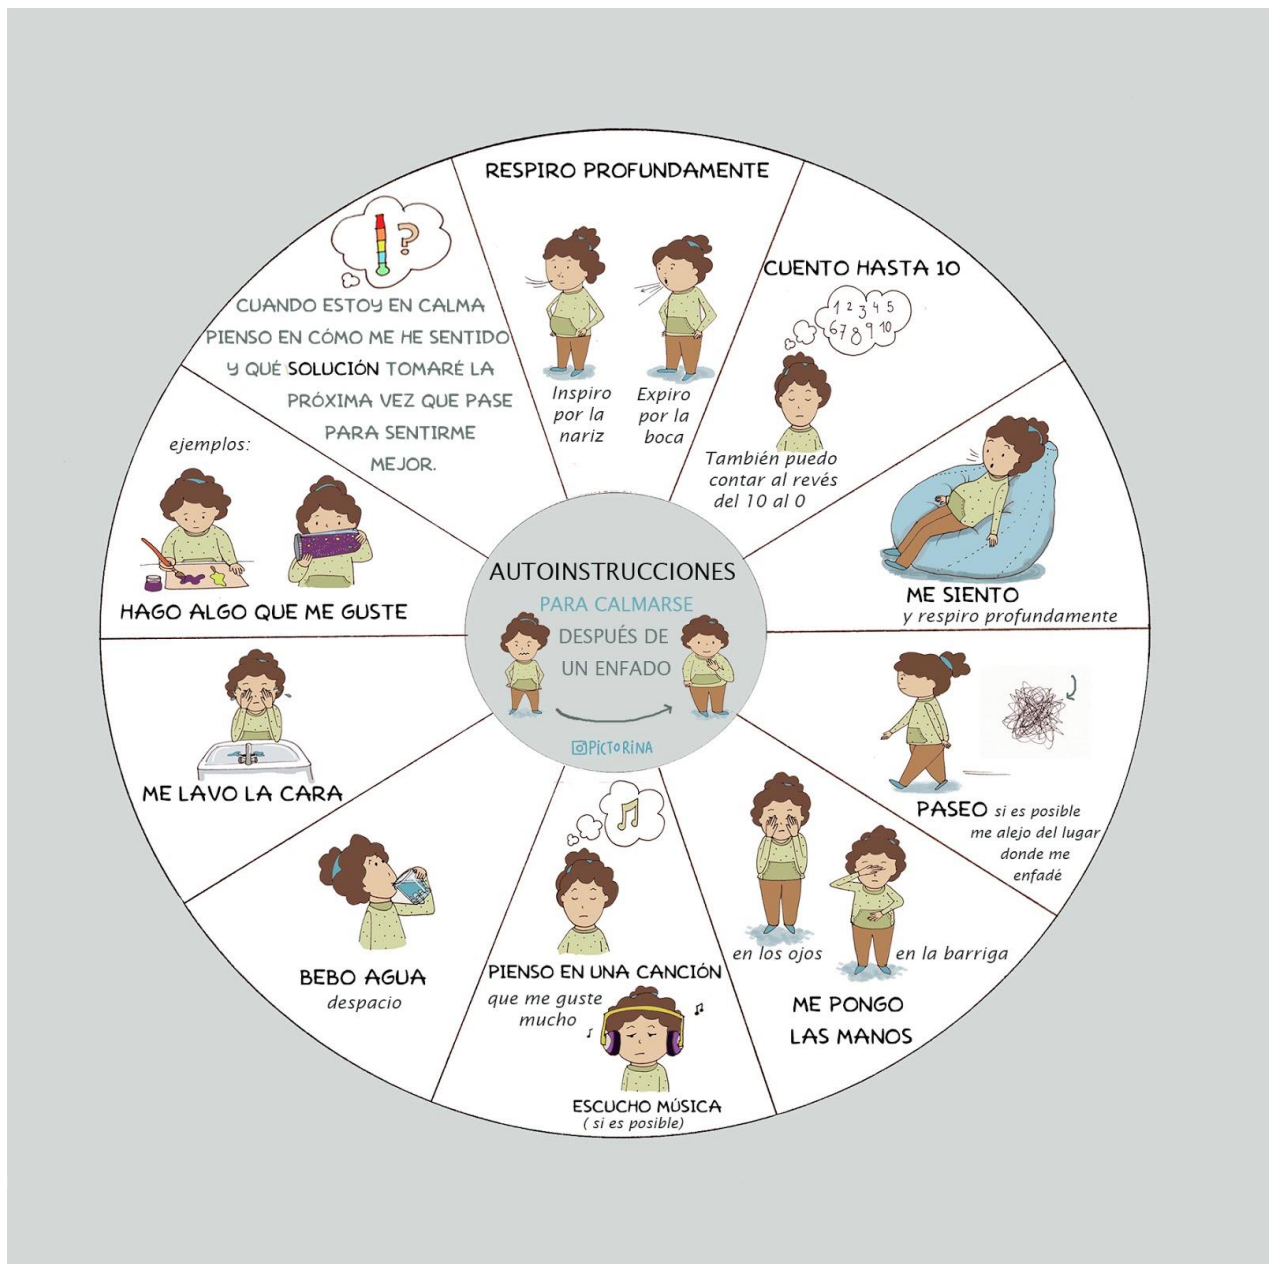 RESPIRO PROFUNDAMENTE
Inspiro
por la
nariz
Expiro
por la
boca
CUENTO HASTA 10
1 2 3 4 5
6 7 8 9 10
También puedo
contar al revés
del 10 al 0
ME SIENTO
y respiro profundamente
PASEO si es posible
me alejo del lugar
donde me
enfadé
en los ojos
en la barriga
ME PONGO
LAS MANOS
PIENSO EN UNA CANCIÓN
que me guste
mucho
ESCUCHO MÚSICA
( si es posible)
BEBO AGUA
despacio
ME LAVO LA CARA
ejemplos:
HAGO ALGO QUE ME GUSTE
?
CUANDO ESTOY EN CALMA
PIENSO EN CÓMO ME HE SENTIDO
Y QUÉ SOLUCIÓN TOMARÉ LA
PRÓXIMA VEZ QUE PASE
PARA SENTIRME
MEJOR.
AUTOINSTRUCCIONES
PARA CALMARSE
DESPUÉS DE
UN ENFADO
PICTORINA